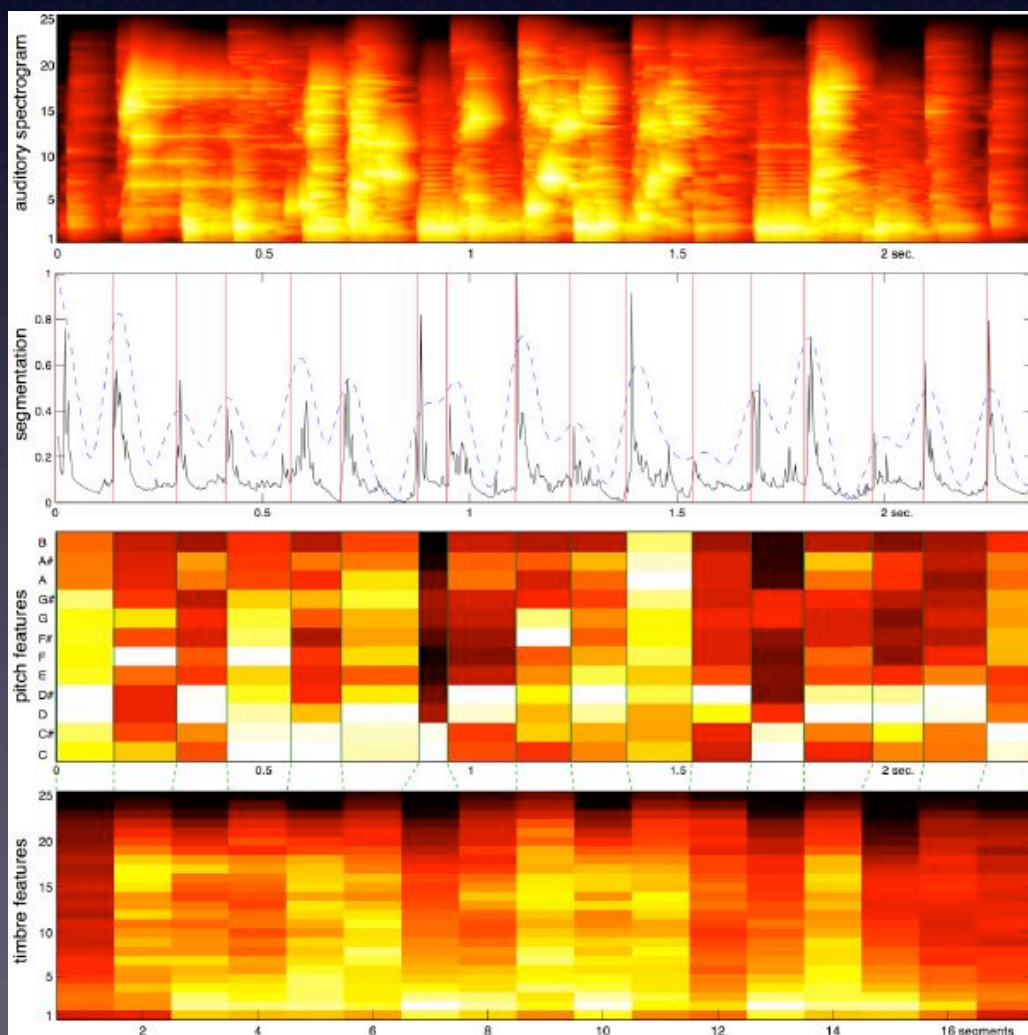 auditory spectrogram
25
20
15
10
5
1
0
0.5
1
1.5
2 sec.
segmentation
1
0.8
0.6
0.4
0.2
0
0
0.5
1
1.5
2 sec.
pitch features
B
A#
A
G#
G
F#
F
E
D#
D
C#
C
0
0.5
1
1.5
2 sec.
timbre features
25
20
15
10
5
1
2
4
6
8
10
12
14
16 segments